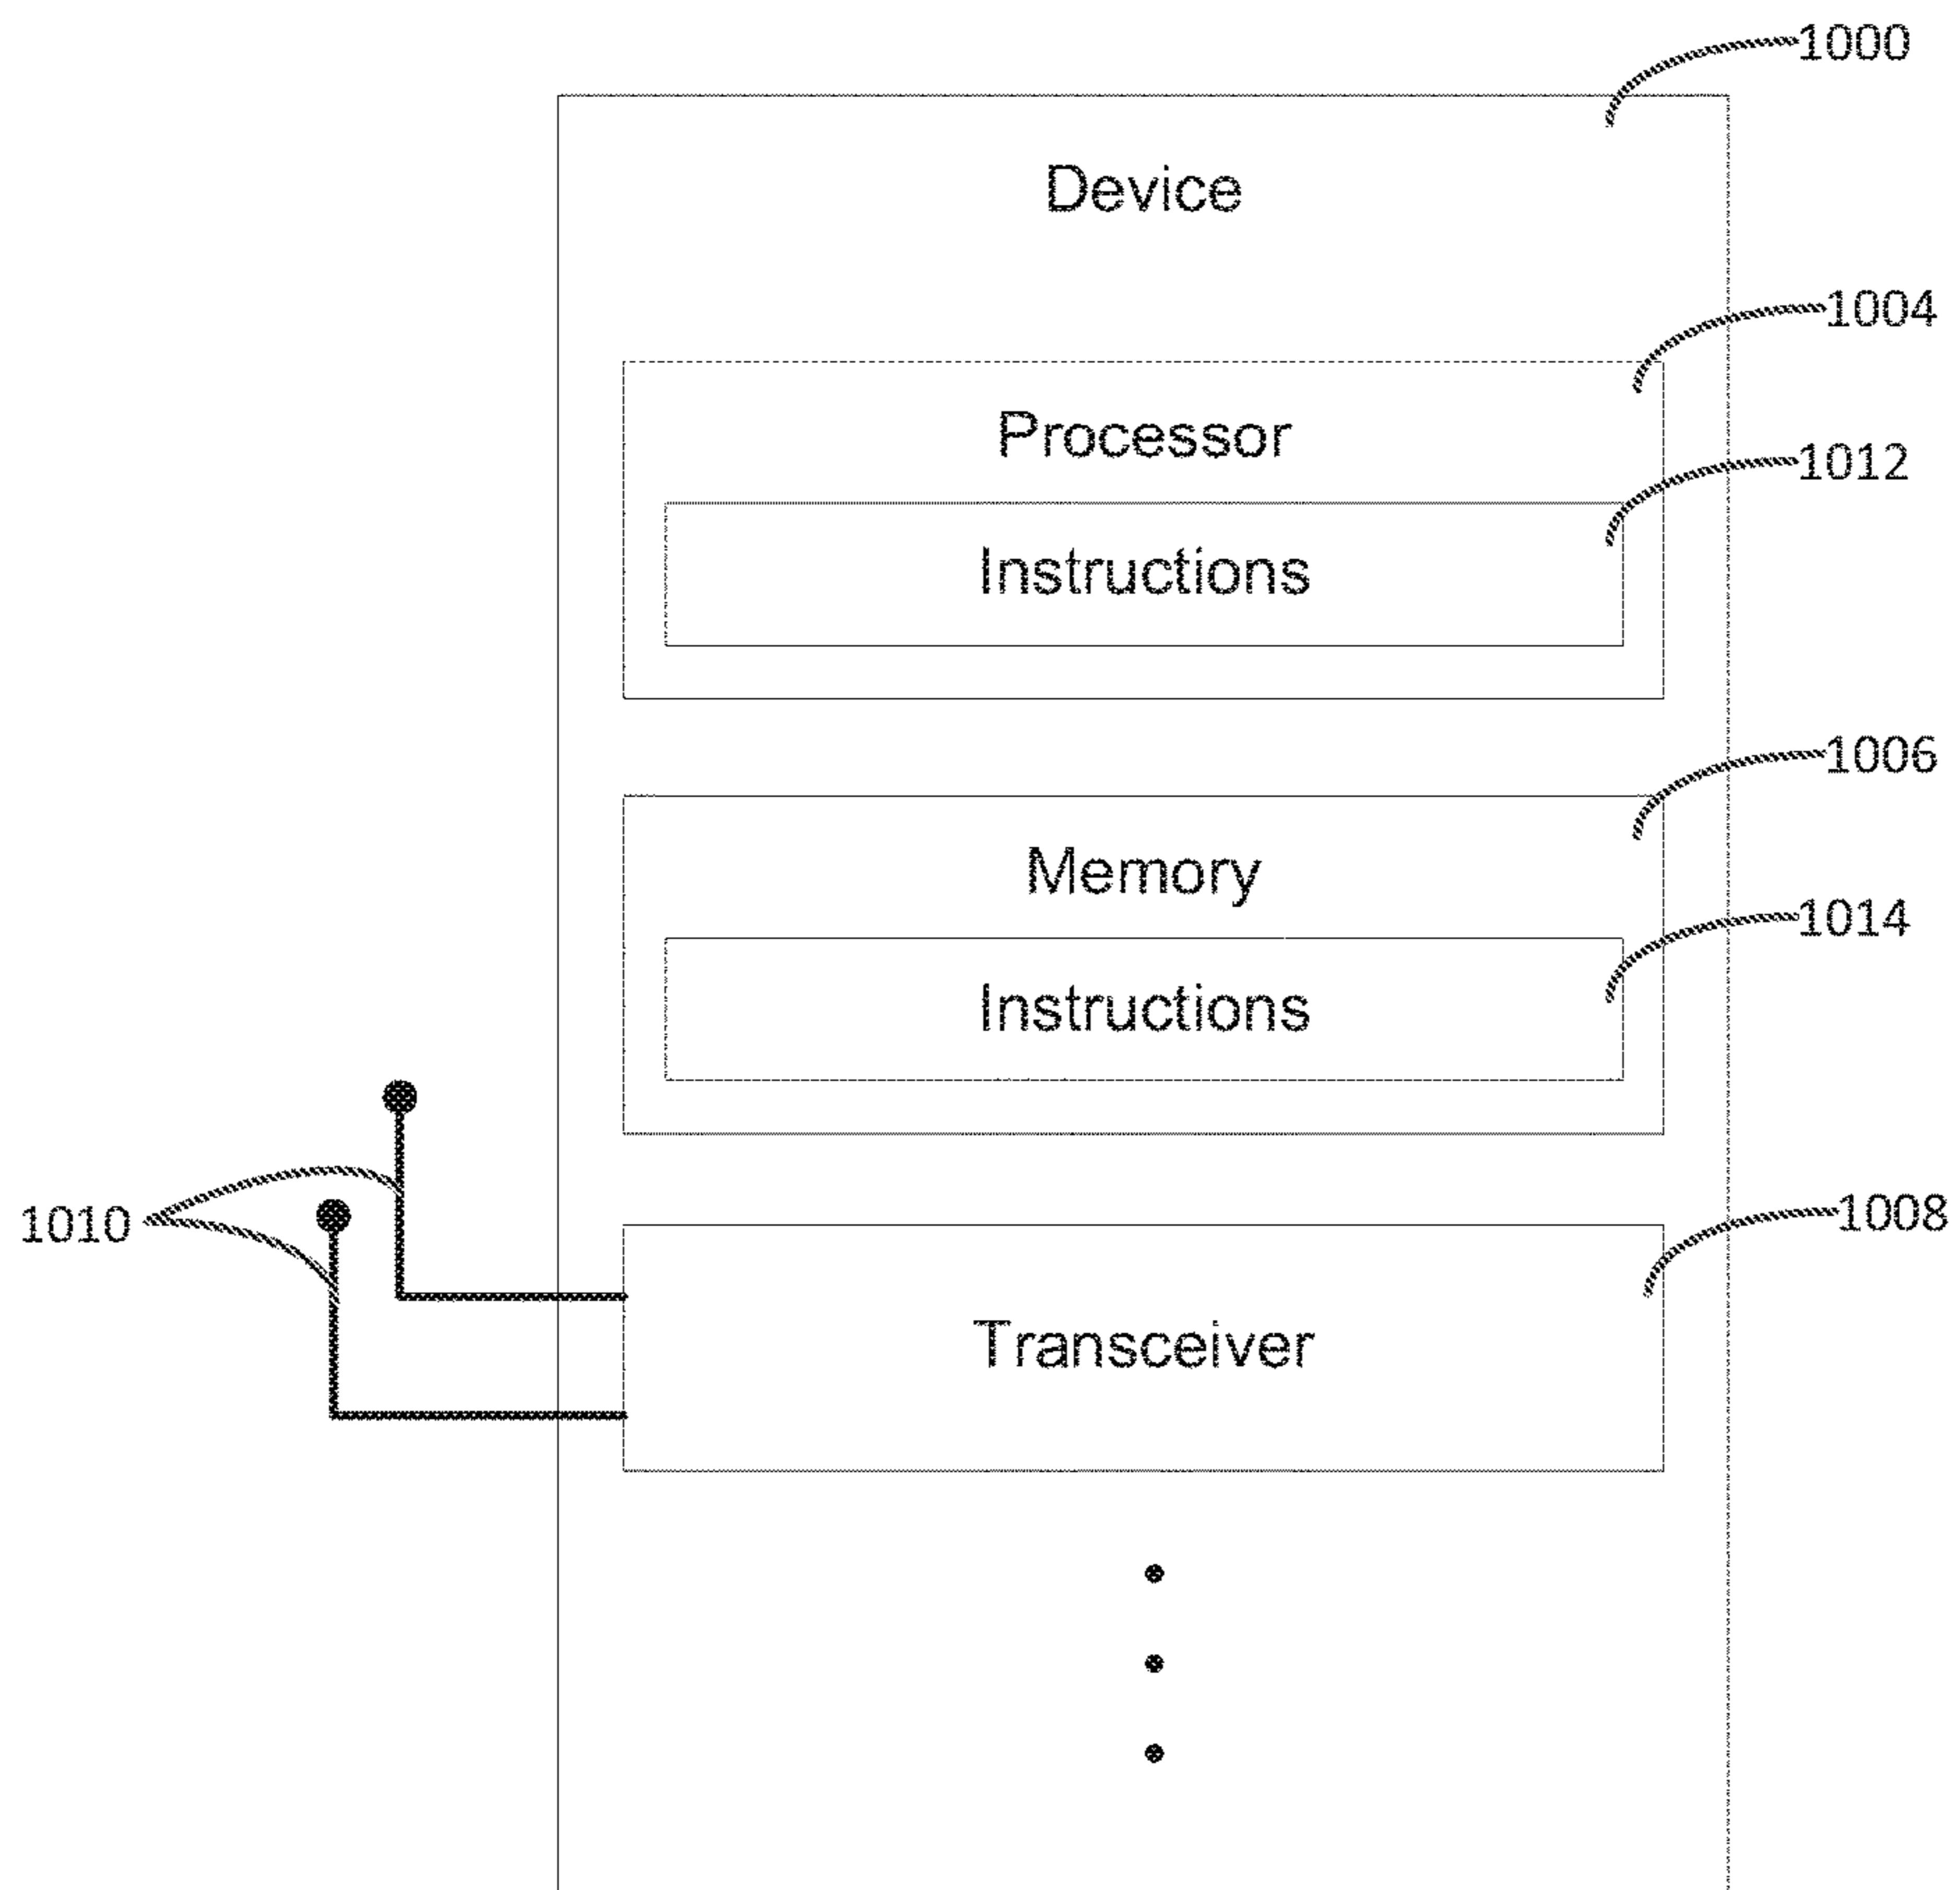 1000
Device
1004
Processor
1012
Instructions
1006
Memory
1014
Instructions
1010
1008
Transceiver